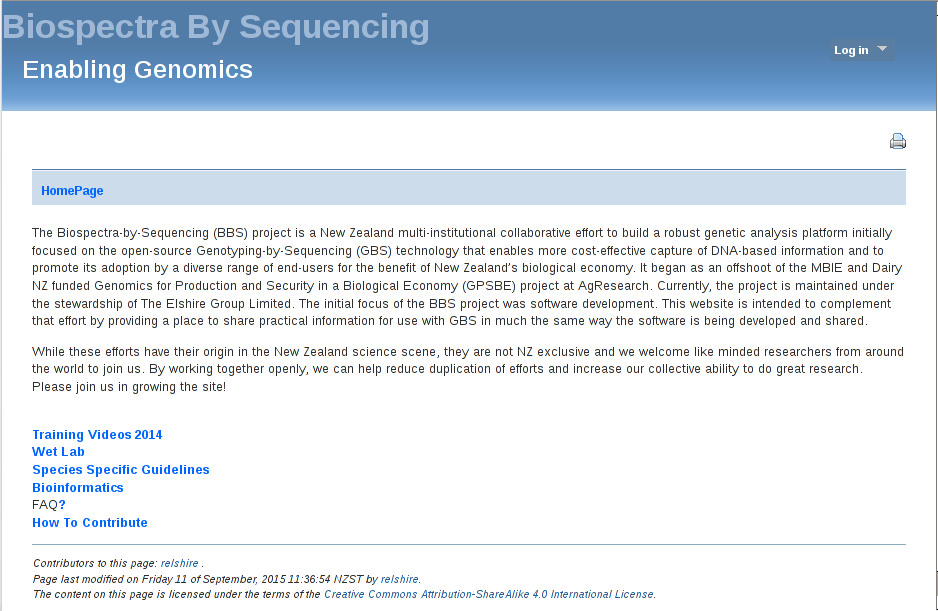 Biospectra By Sequencing
Enabling Genomics
Log in
HomePage
The Biospectra-by-Sequencing (BBS) project is a New Zealand multi-institutional collaborative effort to build a robust genetic analysis platform initially
focused on the open-source Genotyping-by-Sequencing (GBS) technology that enables more cost-effective capture of DNA-based information and to
promote its adoption by a diverse range of end-users for the benefit of New Zealand’s biological economy. It began as an offshoot of the MBIE and Dairy
NZ funded Genomics for Production and Security in a Biological Economy (GPSBE) project at AgResearch. Currently, the project is maintained under
the stewardship of The Elshire Group Limited. The initial focus of the BBS project was software development. This website is intended to complement
that effort by providing a place to share practical information for use with GBS in much the same way the software is being developed and shared.
While these efforts have their origin in the New Zealand science scene, they are not NZ exclusive and we welcome like minded researchers from around
the world to join us. By working together openly, we can help reduce duplication of efforts and increase our collective ability to do great research.
Please join us in growing the site!
Training Videos 2014
Wet Lab
Species Specific Guidelines
Bioinformatics
FAQ?
How To Contribute
Contributors to this page: relshire .
Page last modified on Friday 11 of September, 2015 11:36:54 NZST by relshire.
The content on this page is licensed under the terms of the Creative Commons Attribution-ShareAlike 4.0 International License.